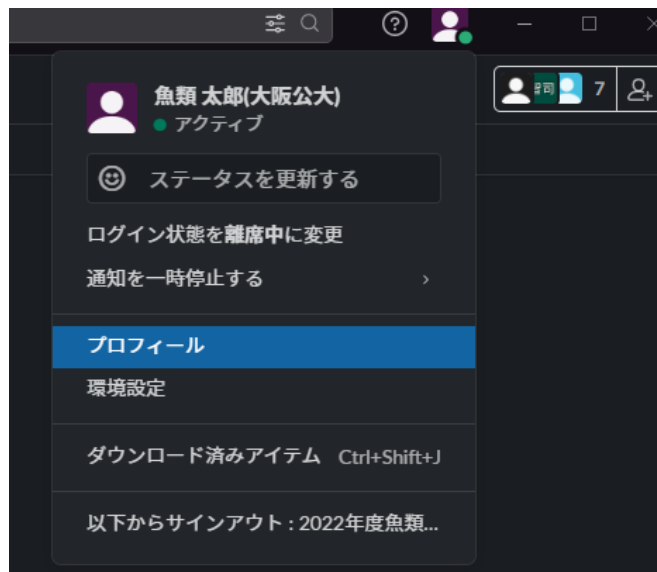 7
魚類 太郎(大阪公大)
アクティブ
ステータスを更新する
ログイン状態を離席中に変更
通知を一時停止する
プロフィール
環境設定
ダウンロード済みアイテム Ctrl+Shift+J
以下からサインアウト : 2022年度魚類...